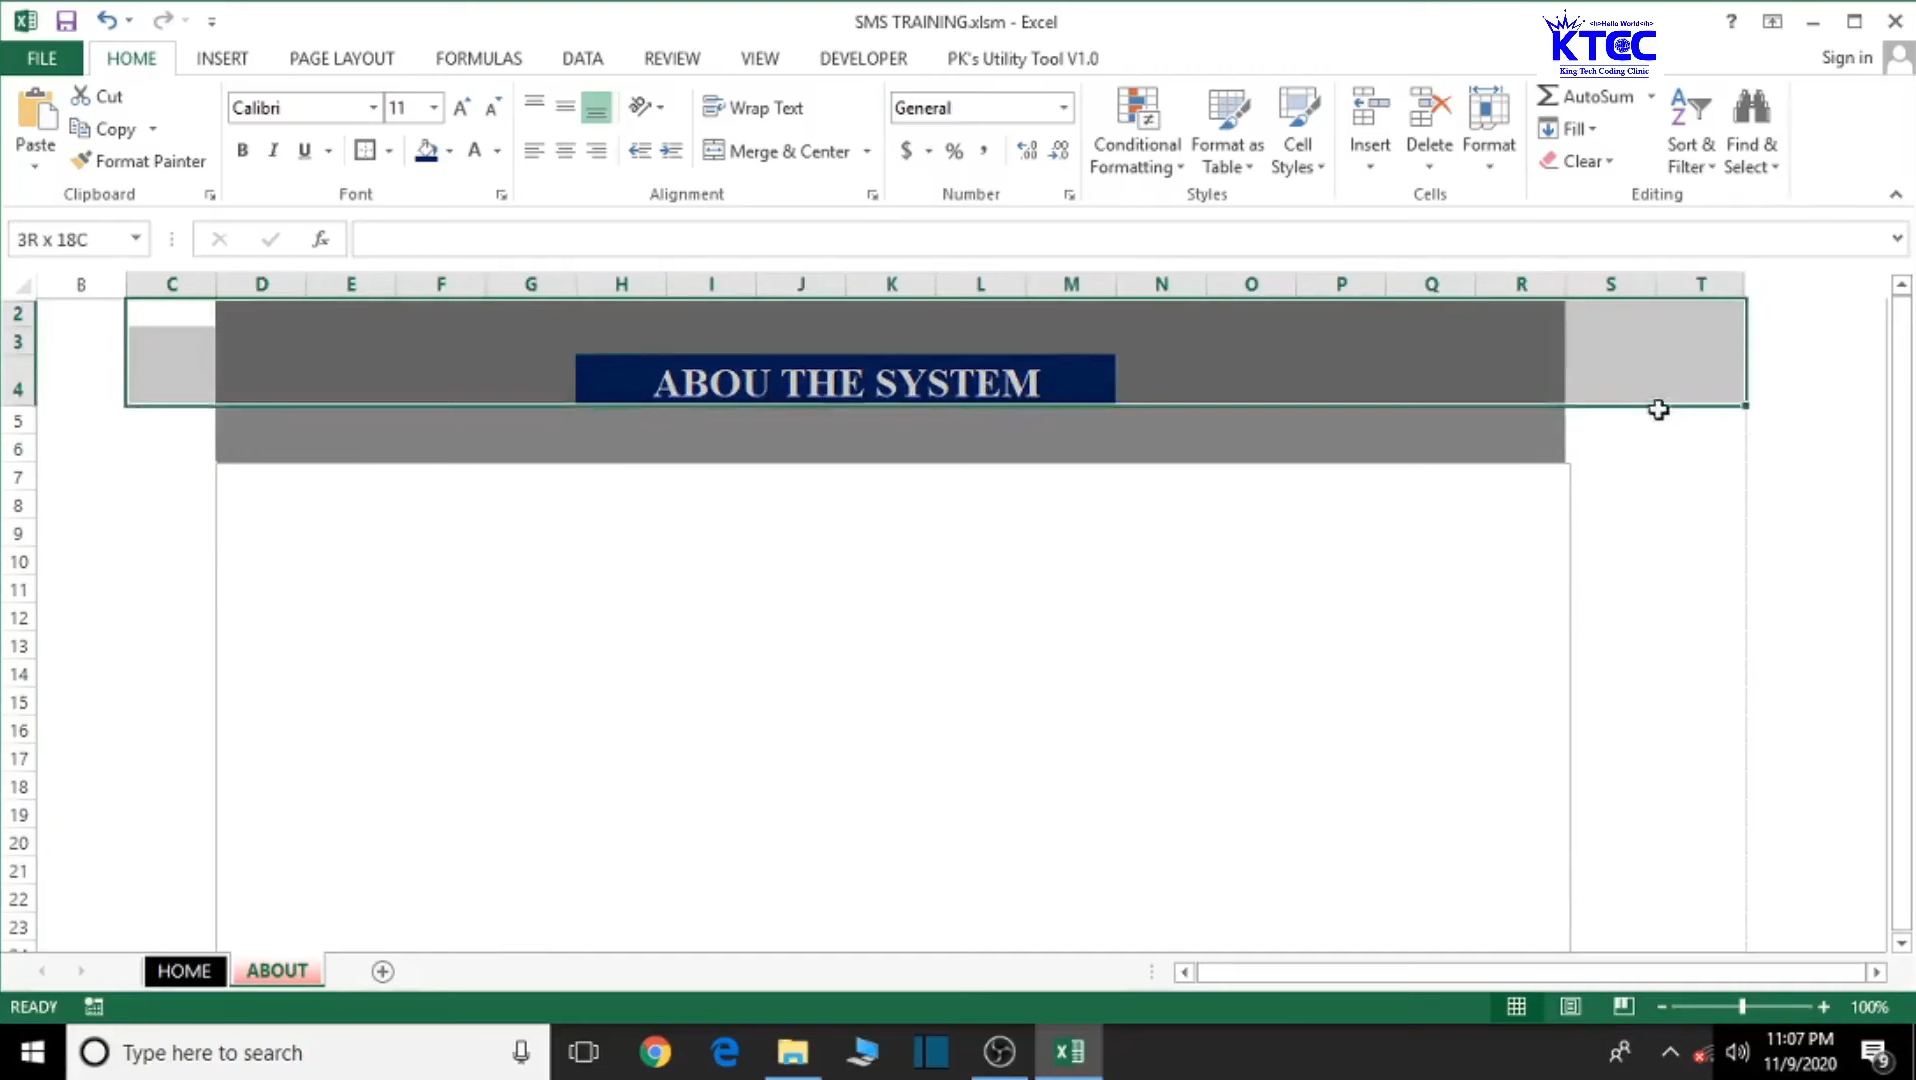 SMS TRAINING.xlsm - Excel
<h>Hello World</h>
KTCC
King Tech Coding Clinic
?
FILE HOME INSERT PAGE LAYOUT FORMULAS DATA REVIEW VIEW DEVELOPER PK's Utility Tool V1.0 Sign in
Paste
Cut
Copy
Format Painter
Clipboard
Calibri 11
B I U A
Font
Wrap Text
Merge & Center
Alignment
General
$ % ,
Number
Conditional Formatting
Format as Table
Cell Styles
Styles
Insert
Delete
Format
Cells
AutoSum
Fill
Clear
Sort & Filter
Find & Select
Editing
3R x 18C
fx
B C D E F G H I J K L M N O P Q R S T
2
3
4
ABOU THE SYSTEM
5
6
7
8
9
10
11
12
13
14
15
16
17
18
19
20
21
22
23
HOME ABOUT
READY
100%
Type here to search
11:07 PM
11/9/2020
9